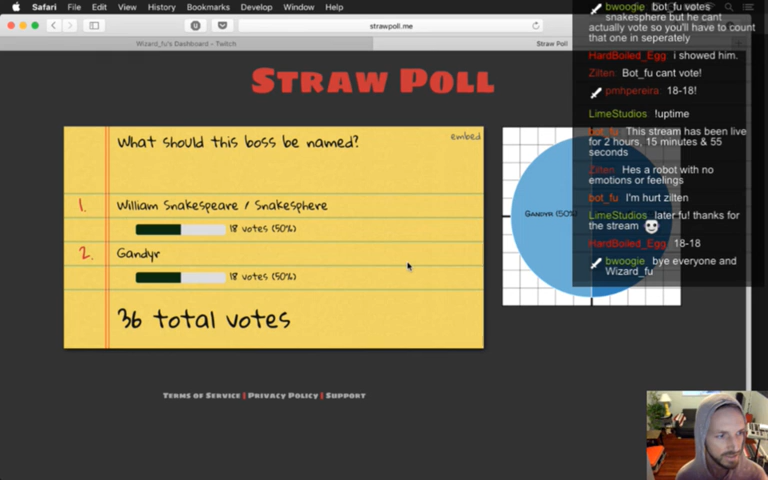 Safari File Edit View History Bookmarks Develop Window Help
strawpoll.me
Wizard_fu's Dashboard - Twitch
Straw Poll
STRAW POLL
What should this boss be named?
embed
1. William Snakespeare / Snakesphere
18 votes (50%)
2. Gandyr
18 votes (50%)
36 total votes
Gandyr (50%)
Terms of Service | Privacy Policy | Support
bwoogie bot_fu votes
snakesphere but he cant
actually vote so you'll have to count
that one in seperately
HardBoiled_Egg i showed him.
Zilten Bot_fu cant vote!
pmhpereira 18-18!
LimeStudios !uptime
bot_fu This stream has been live
for 2 hours, 15 minutes & 55
seconds
Zilten Hes a robot with no
emotions or feelings
bot_fu I'm hurt zilten
LimeStudios later fu! thanks for
the stream
HardBoiled_Egg 18-18
bwoogie bye everyone and
Wizard_fu